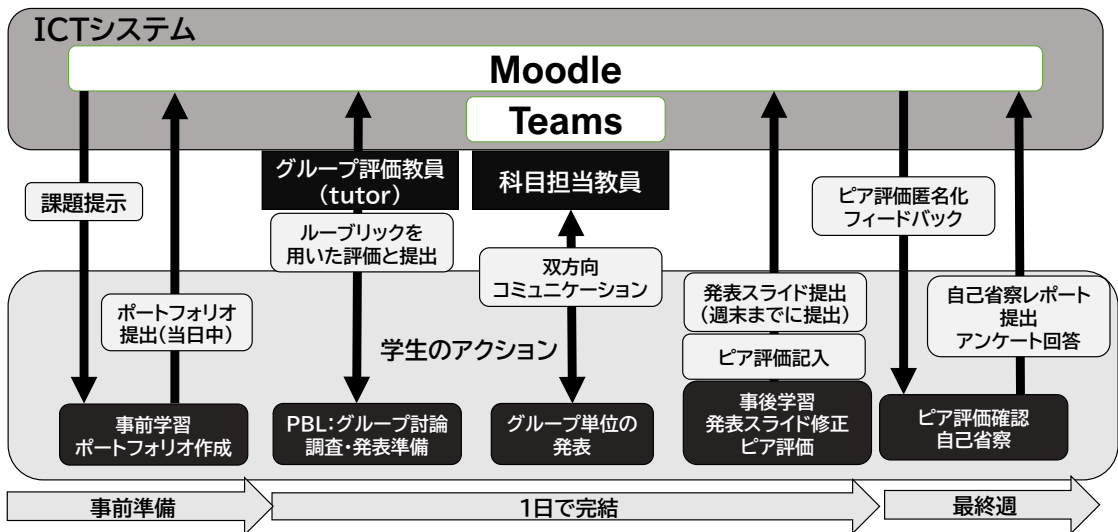 ICTシステム
Moodle
Teams
課題提示
グループ評価教員
(tutor)
科目担当教員
ルーブリックを
用いた評価と提出
双方向
コミュニケーション
ピア評価匿名化
フィードバック
ポートフォリオ
提出(当日中)
学生のアクション
発表スライド提出
(週末までに提出)
ピア評価記入
自己省察レポート
提出
アンケート回答
事前学習
ポートフォリオ作成
PBL:グループ討論
調査・発表準備
グループ単位の
発表
事後学習
発表スライド修正
ピア評価
ピア評価確認
自己省察
事前準備
1日で完結
最終週